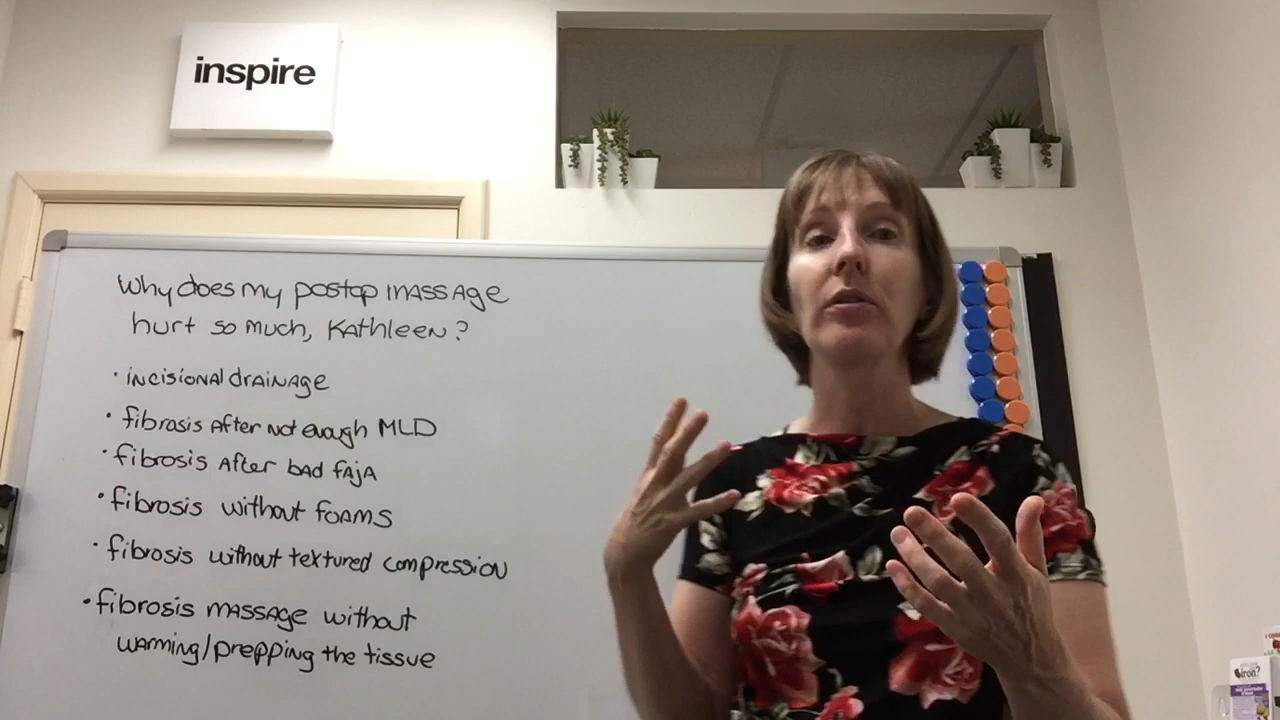 inspire
Why does my postop massage
hurt so much, Kathleen?
• incisional drainage
• fibrosis after not enough MLD
• fibrosis after bad faja
• fibrosis without foams
• fibrosis without textured compression
• fibrosis massage without
warming/prepping the tissue
iron?